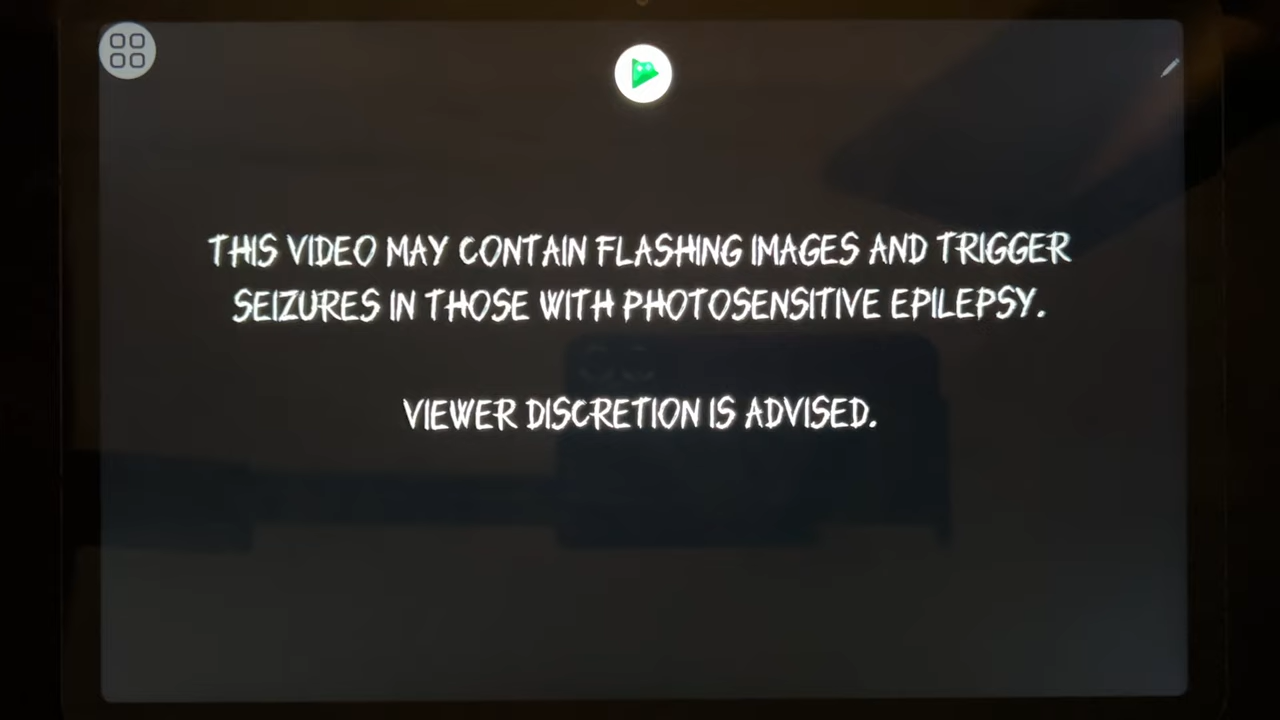 THIS VIDEO MAY CONTAIN FLASHING IMAGES AND TRIGGER
SEIZURES IN THOSE WITH PHOTOSENSITIVE EPILEPSY.
VIEWER DISCRETION IS ADVISED.